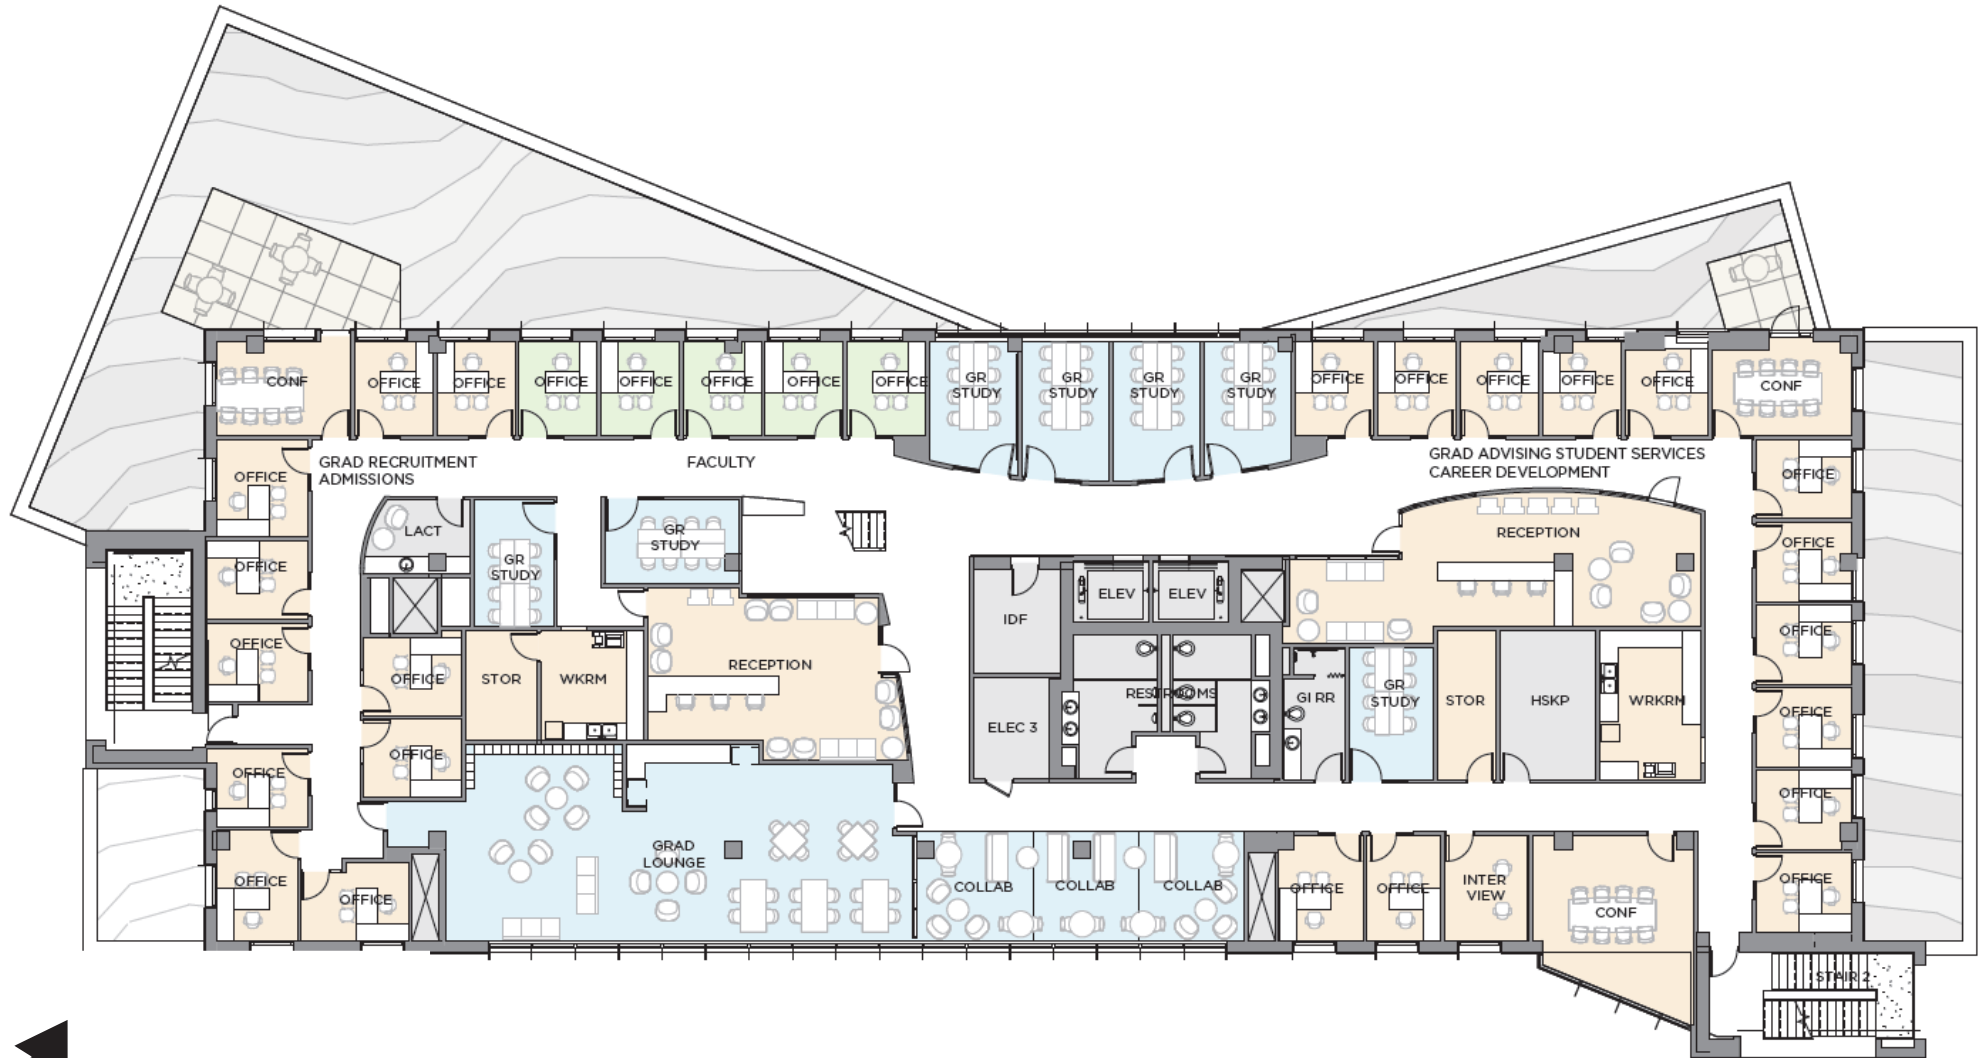 CONF
OFFICE
OFFICE
OFFICE
OFFICE
OFFICE
OFFICE
OFFICE
GR
STUDY
GR
STUDY
GR
STUDY
GR
STUDY
OFFICE
OFFICE
OFFICE
OFFICE
OFFICE
CONF
GRAD RECRUITMENT
ADMISSIONS
FACULTY
GRAD ADVISING STUDENT SERVICES
CAREER DEVELOPMENT
OFFICE
OFFICE
LACT
GR
STUDY
GR
STUDY
RECEPTION
OFFICE
OFFICE
IDF
ELEV
ELEV
OFFICE
OFFICE
OFFICE
STOR
WKRM
RECEPTION
RESTROOMS
GI RR
GR
STUDY
STOR
HSKP
WRKRM
OFFICE
ELEC 3
OFFICE
OFFICE
OFFICE
OFFICE
GRAD
LOUNGE
OFFICE
OFFICE
COLLAB
COLLAB
COLLAB
OFFICE
OFFICE
INTER
VIEW
CONF
OFFICE
STAIR 2